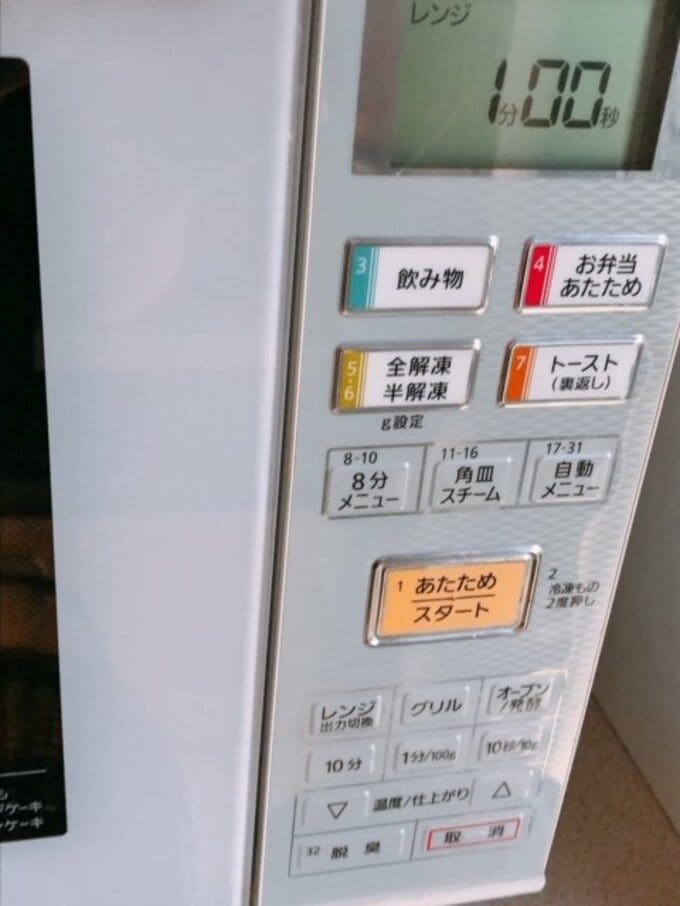 レンジ
1分00秒
3 飲み物
4 お弁当
あたため
5・6 全解凍
半解凍
g設定
7 トースト
(裏返し)
8-10
8分
メニュー
11-16
角皿
スチーム
17-31
自動
メニュー
1 あたため
スタート
2
冷凍もの
2度押し
レンジ
出力切換
グリル
オーブン
/発酵
10分
1分/100g
10秒/10g
▽ 温度/仕上がり △
32 脱臭
取消
ケーキ
ケーキ